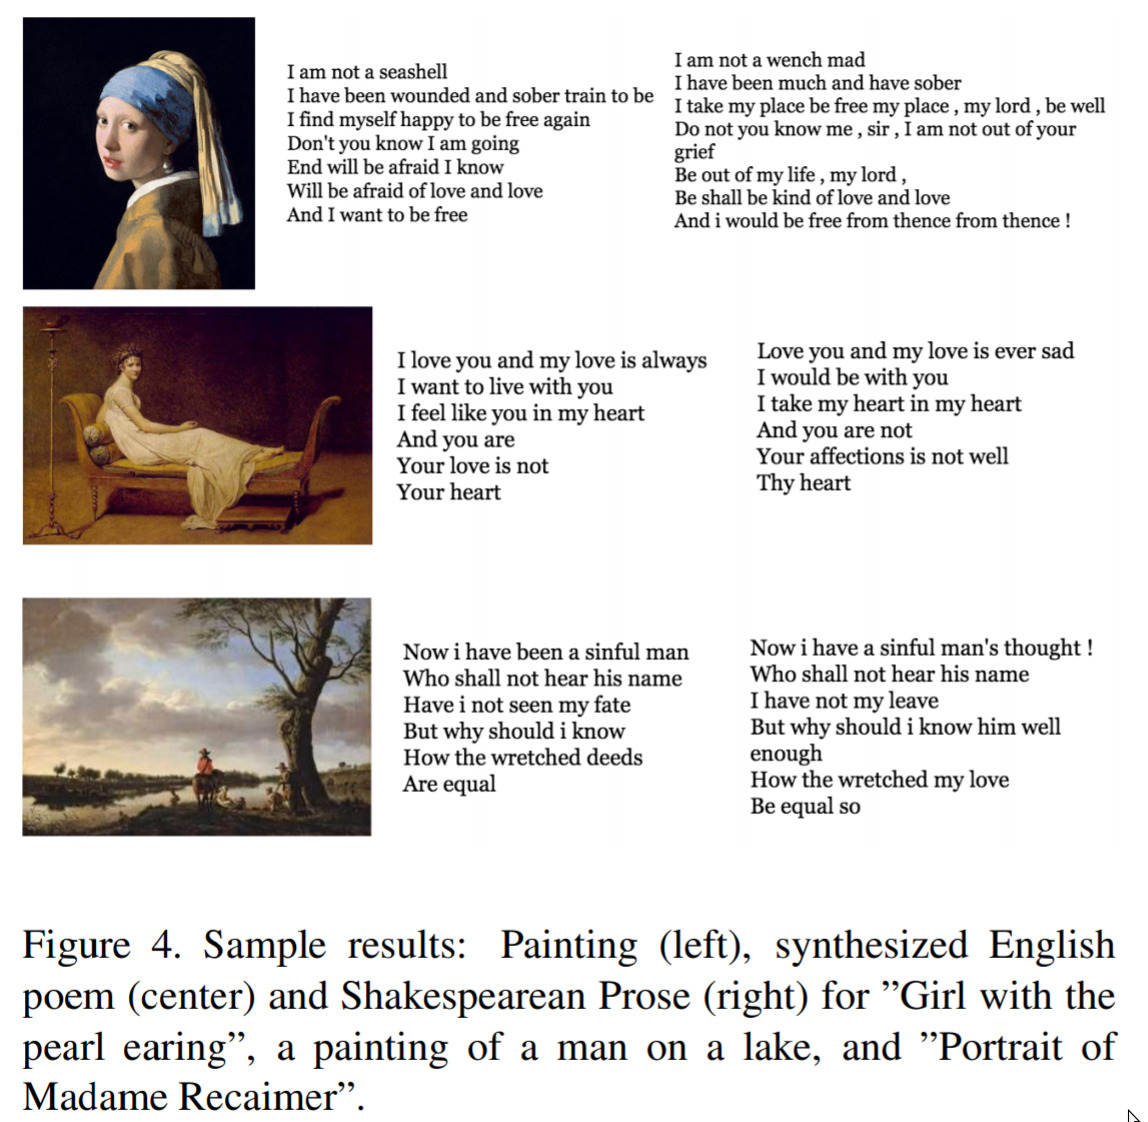 I am not a seashell
I have been wounded and sober train to be
I find myself happy to be free again
Don't you know I am going
End will be afraid I know
Will be afraid of love and love
And I want to be free
I am not a wench mad
I have been much and have sober
I take my place be free my place , my lord , be well
Do not you know me , sir , I am not out of your
grief
Be out of my life , my lord ,
Be shall be kind of love and love
And i would be free from thence from thence !
I love you and my love is always
I want to live with you
I feel like you in my heart
And you are
Your love is not
Your heart
Love you and my love is ever sad
I would be with you
I take my heart in my heart
And you are not
Your affections is not well
Thy heart
Now i have been a sinful man
Who shall not hear his name
Have i not seen my fate
But why should i know
How the wretched deeds
Are equal
Now i have a sinful man's thought !
Who shall not hear his name
I have not my leave
But why should i know him well
enough
How the wretched my love
Be equal so
Figure 4. Sample results: Painting (left), synthesized English
poem (center) and Shakespearean Prose (right) for ”Girl with the
pearl earing”, a painting of a man on a lake, and ”Portrait of
Madame Recaimer”.